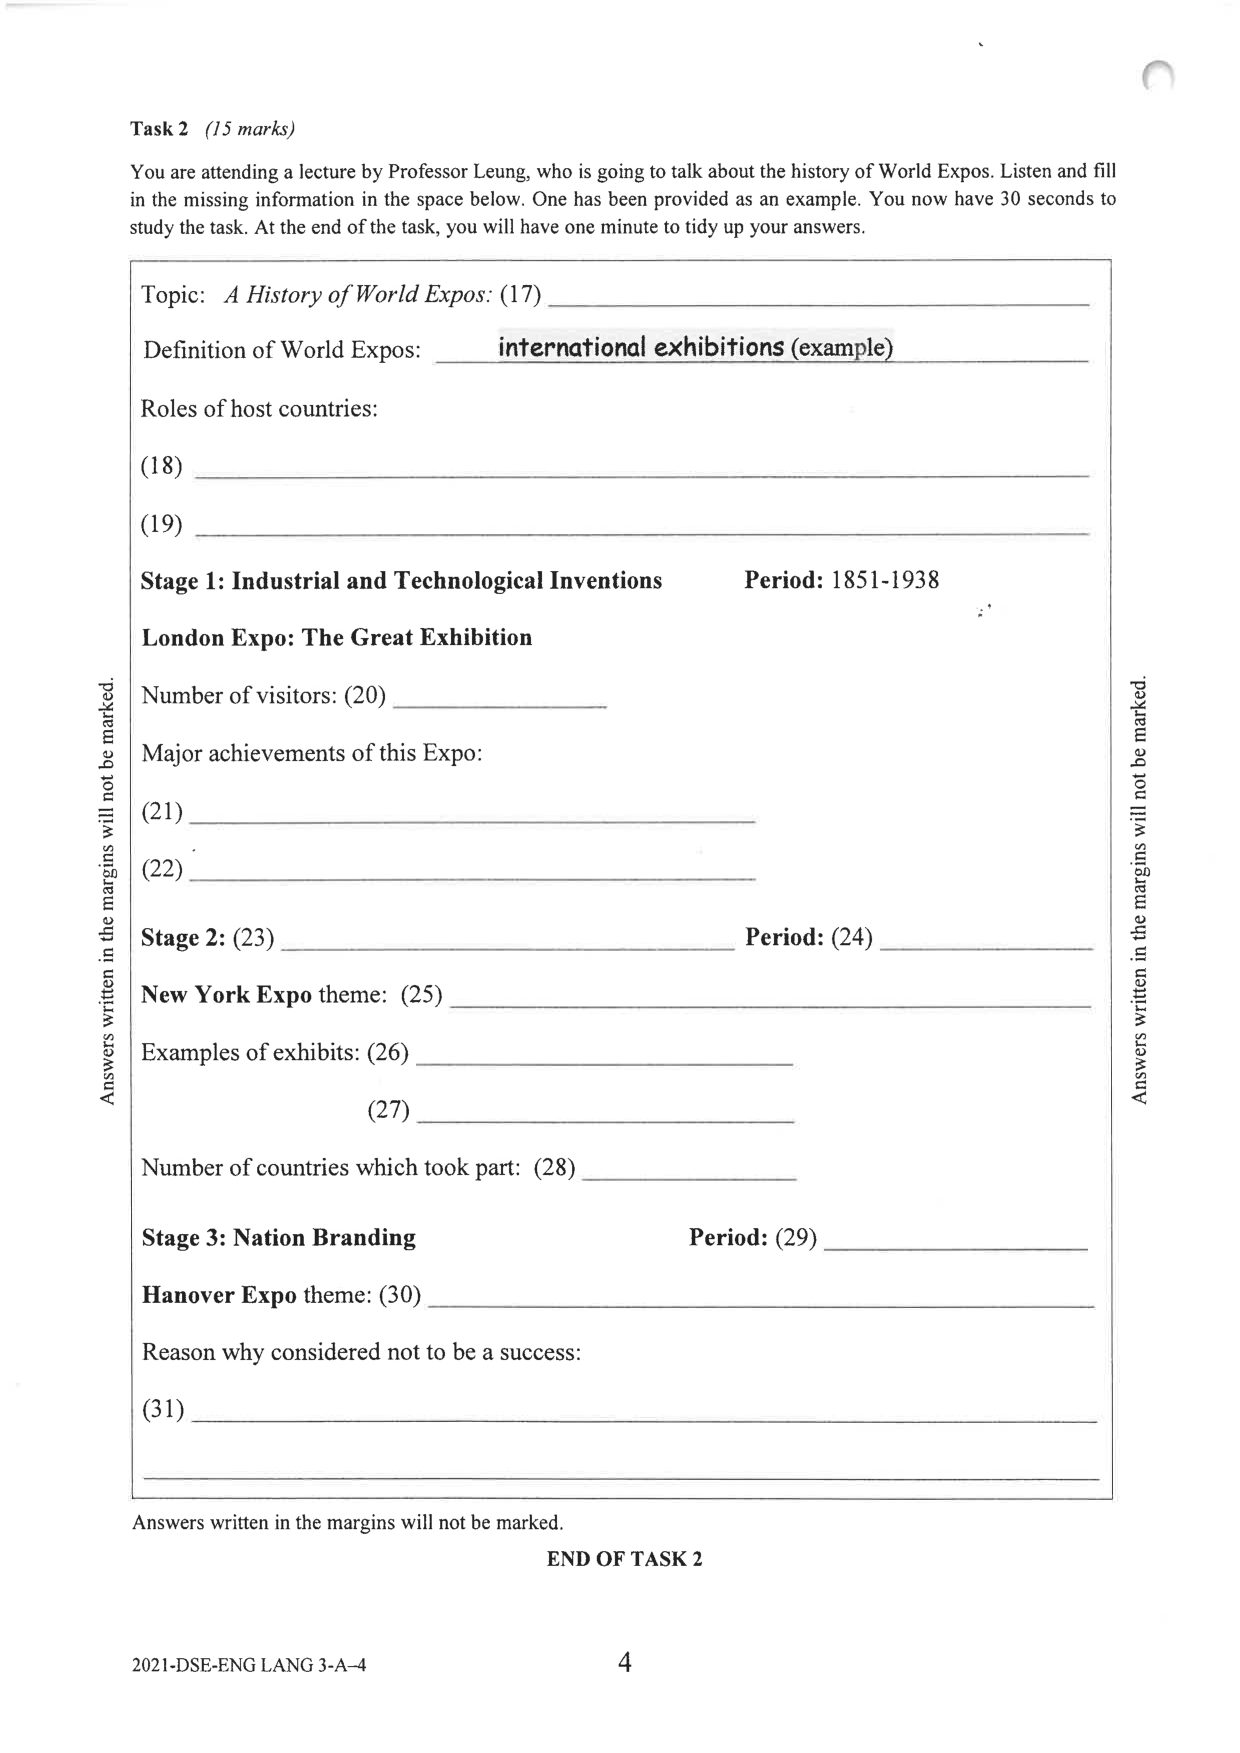 Task 2 (15 marks)
You are attending a lecture by Professor Leung, who is going to talk about the history of World Expos. Listen and fill
in the missing information in the space below. One has been provided as an example. You now have 30 seconds to
study the task. At the end of the task, you will have one minute to tidy up your answers.
Topic: A History of World Expos: (17)
Definition of World Expos: international exhibitions (example)
Roles of host countries:
(18)
(19)
Stage 1: Industrial and Technological Inventions Period: 1851-1938
London Expo: The Great Exhibition
Number of visitors: (20)
Major achievements of this Expo:
(21)
(22)
Stage 2: (23) Period: (24)
New York Expo theme: (25)
Examples of exhibits: (26)
(27)
Number of countries which took part: (28)
Stage 3: Nation Branding Period: (29)
Hanover Expo theme: (30)
Reason why considered not to be a success:
(31)
Answers written in the margins will not be marked.
Answers written in the margins will not be marked.
Answers written in the margins will not be marked.
END OF TASK 2
2021-DSE-ENG LANG 3-A–4 4